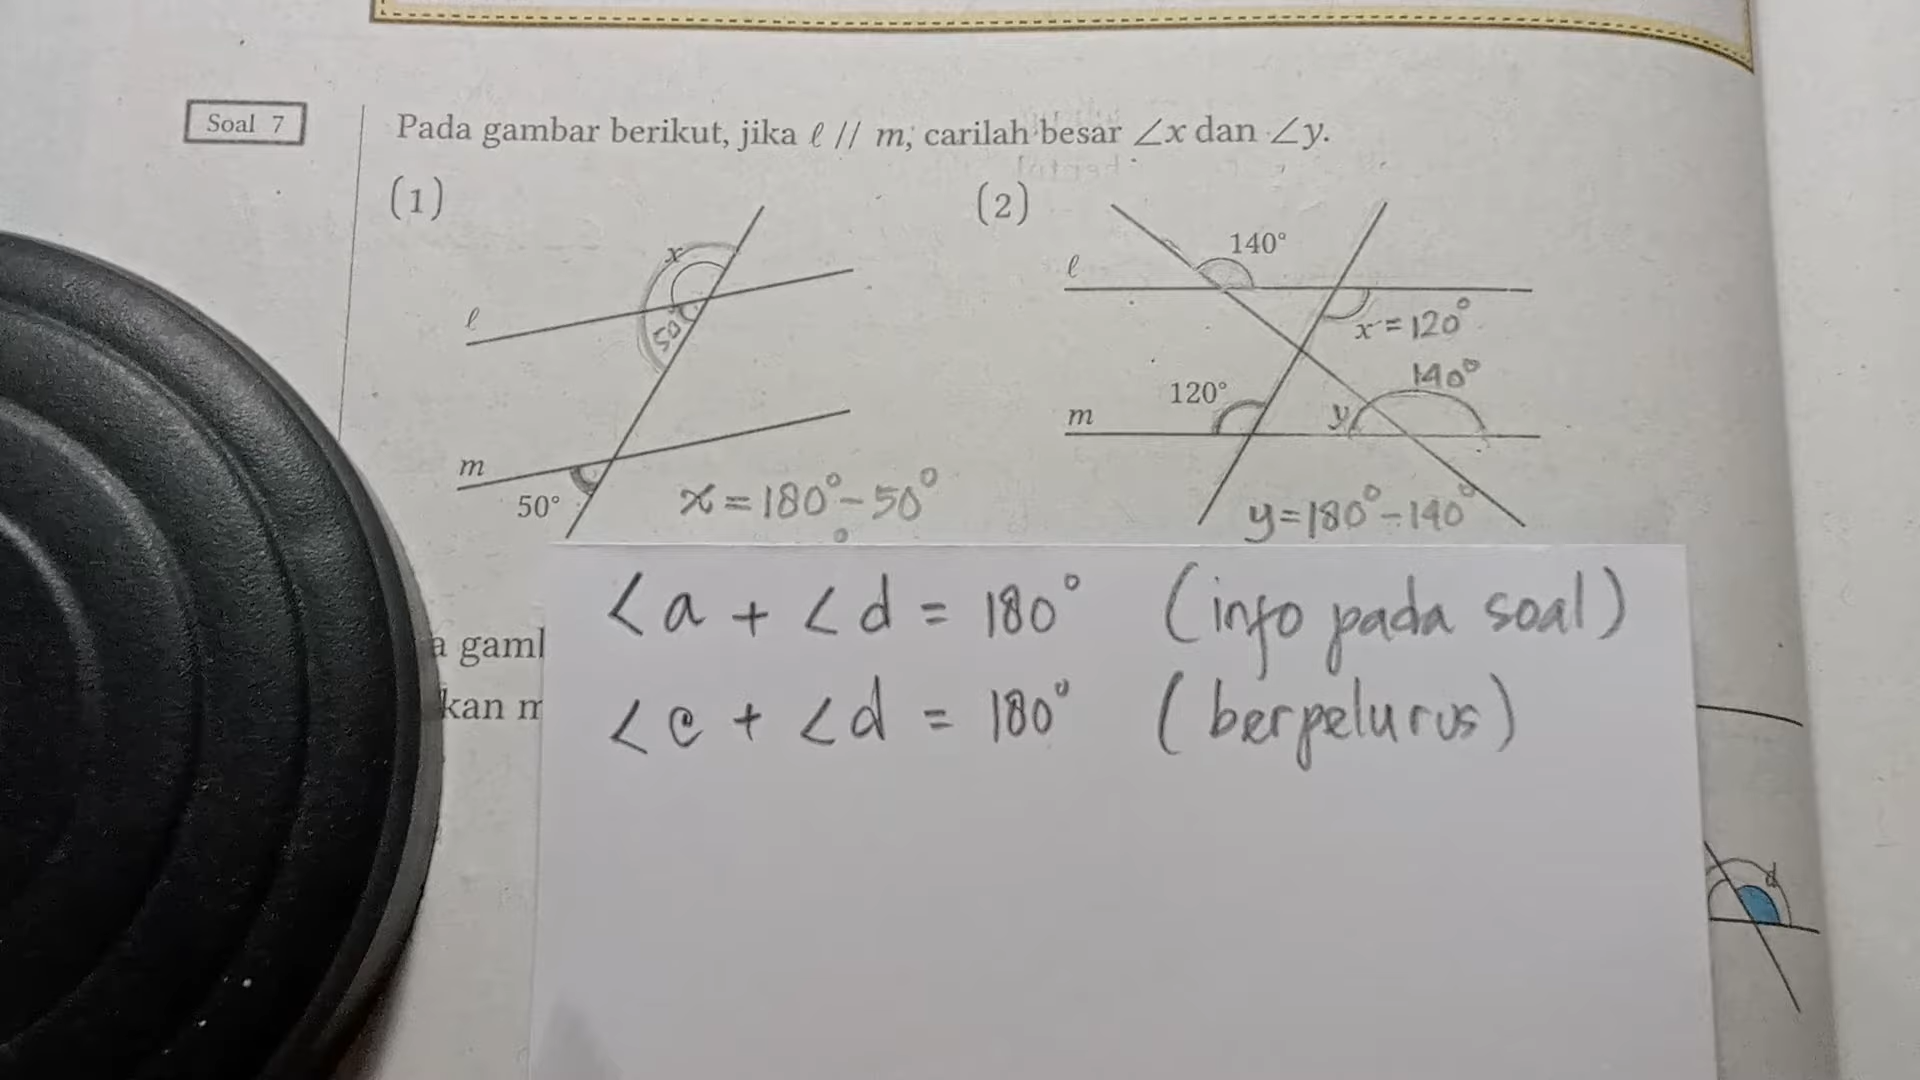 Soal 7
Pada gambar berikut, jika ℓ // m, carilah besar ∠x dan ∠y.
(1)
x
ℓ
50°
m
50°
x = 180° - 50°
(2)
140°
ℓ
x = 120°
140°
120°
y
m
y = 180° - 140°
∠a + ∠d = 180° (info pada soal)
a gaml
∠c + ∠d = 180° (berpelurus)
kan m
d